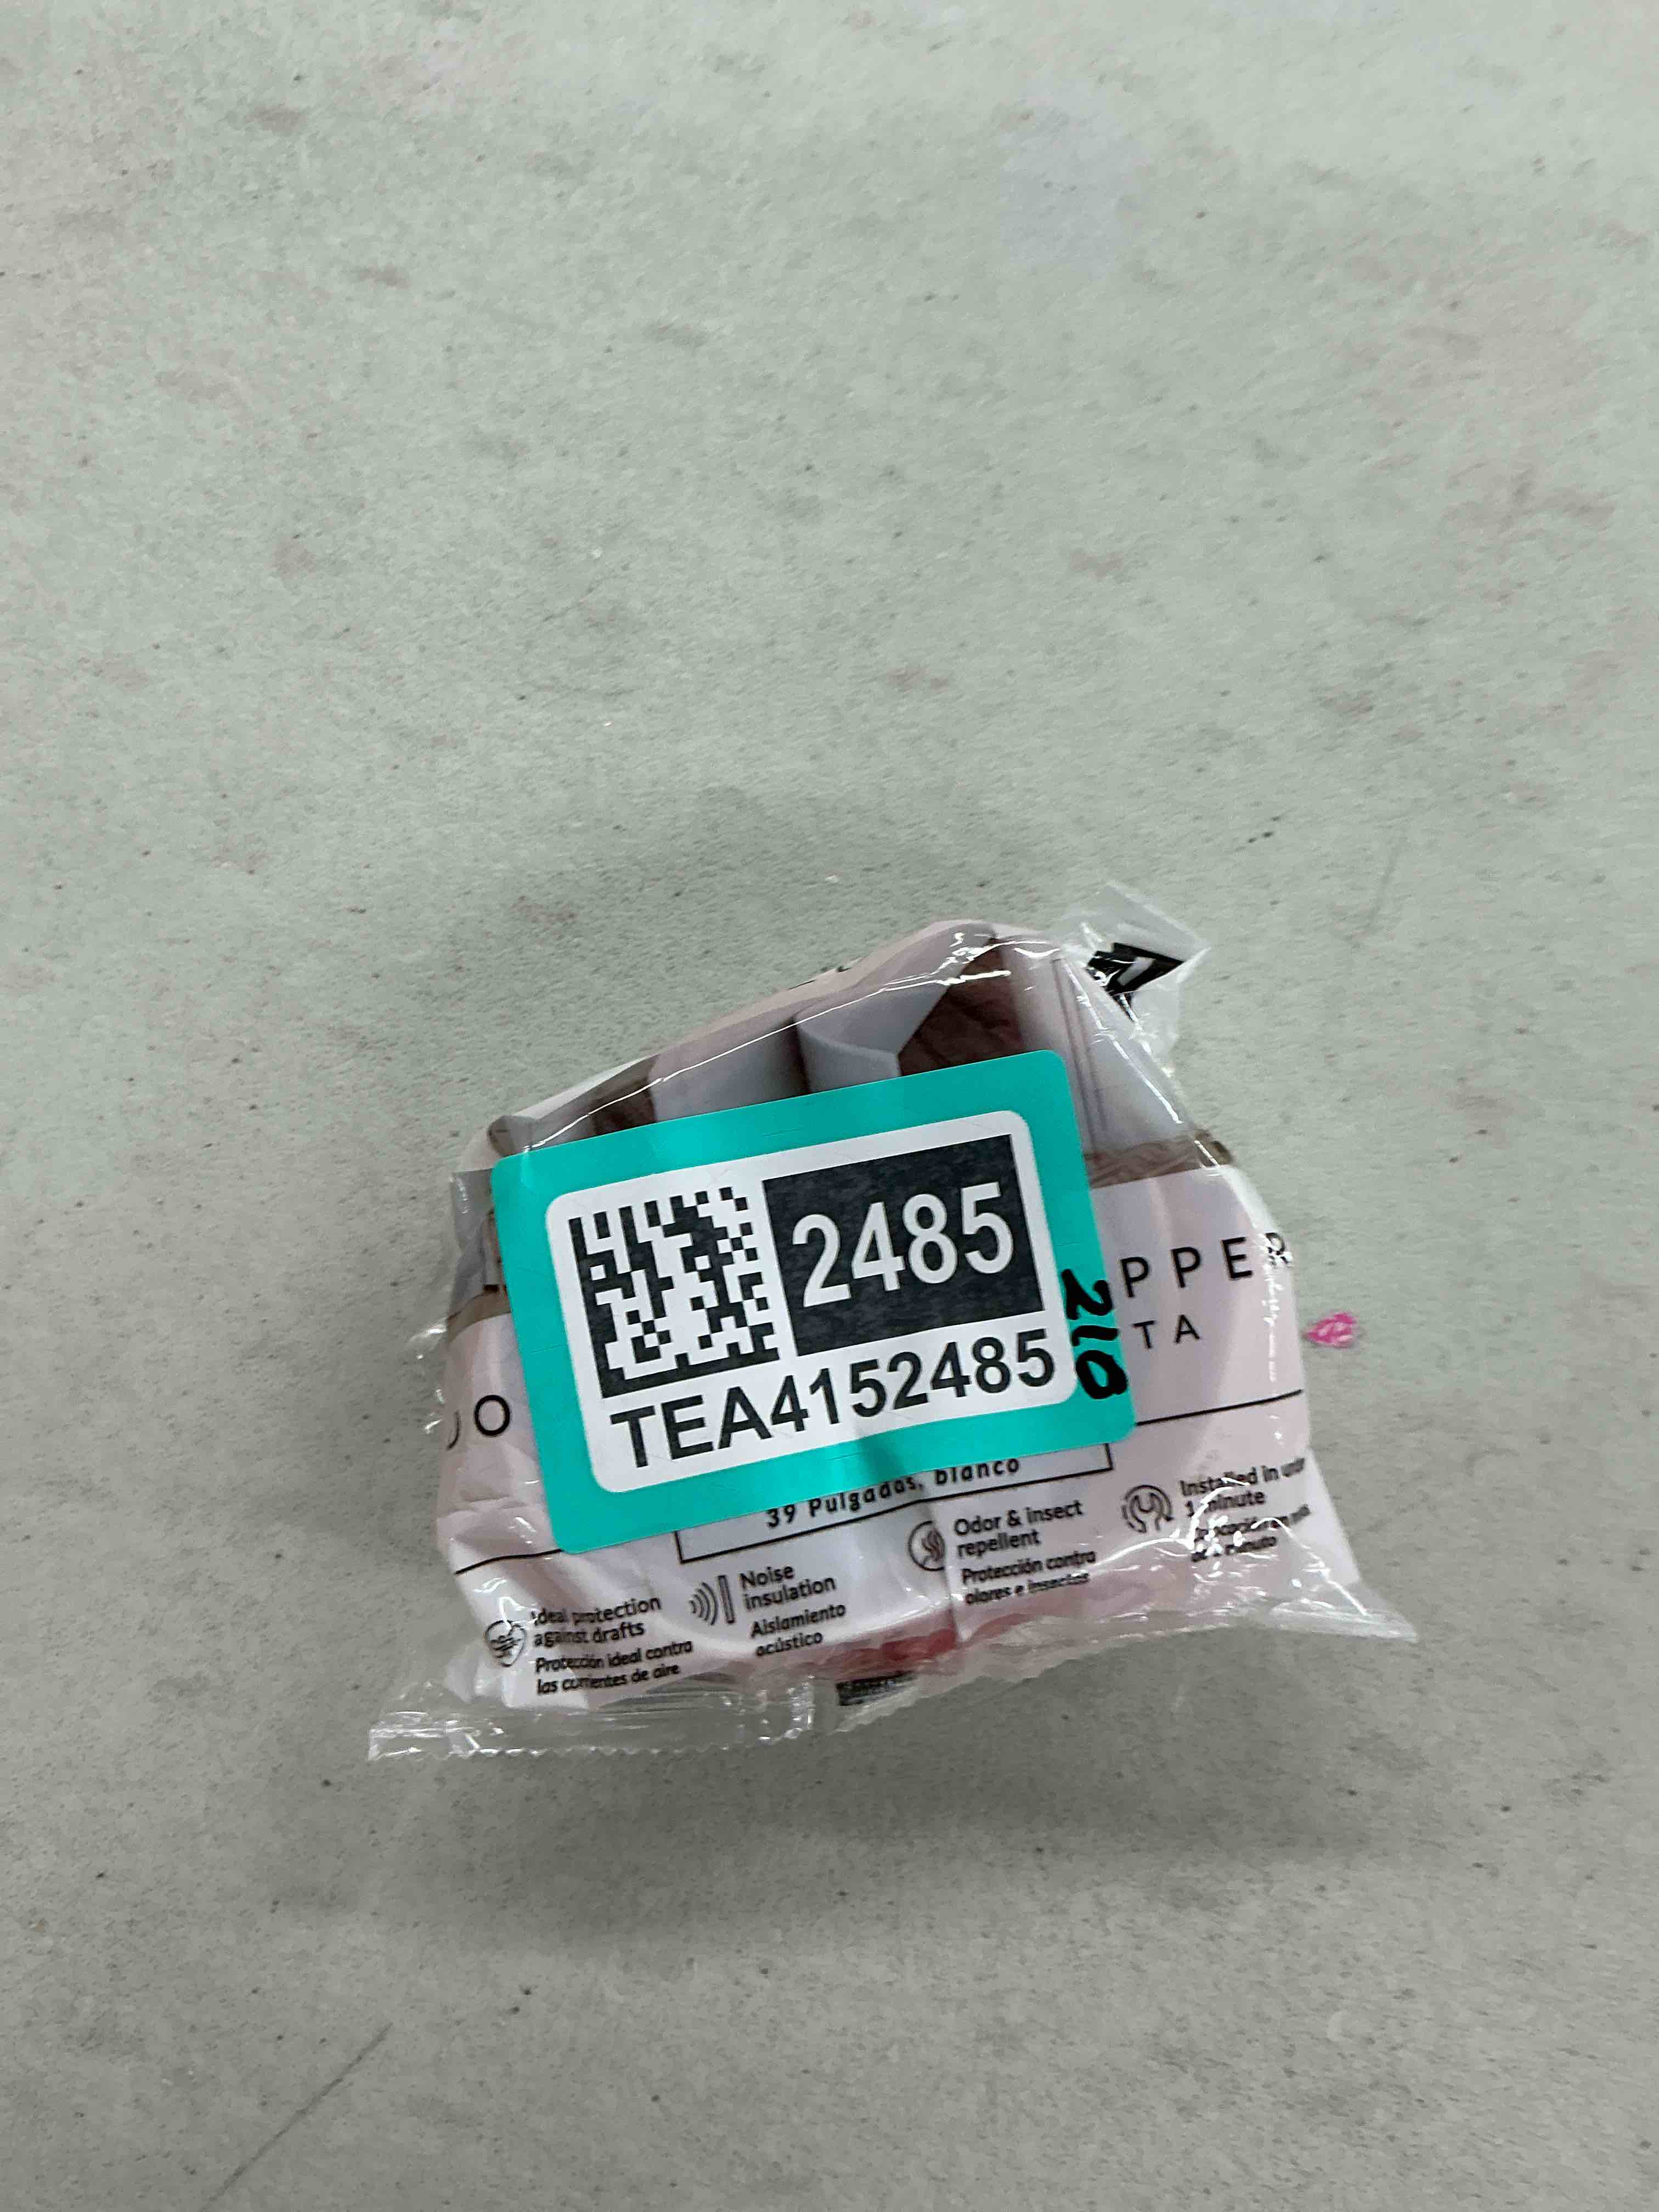 2485
TEA4152485
210
PPER
TA
O
39 Pulgadas, blanco
Ideal protection
against drafts
Protección ideal contra
las corrientes de aire
Noise
insulation
Aislamiento
acústico
Odor & insect
repellent
Protección contra
olores e insectos
Installed in under
1 minute